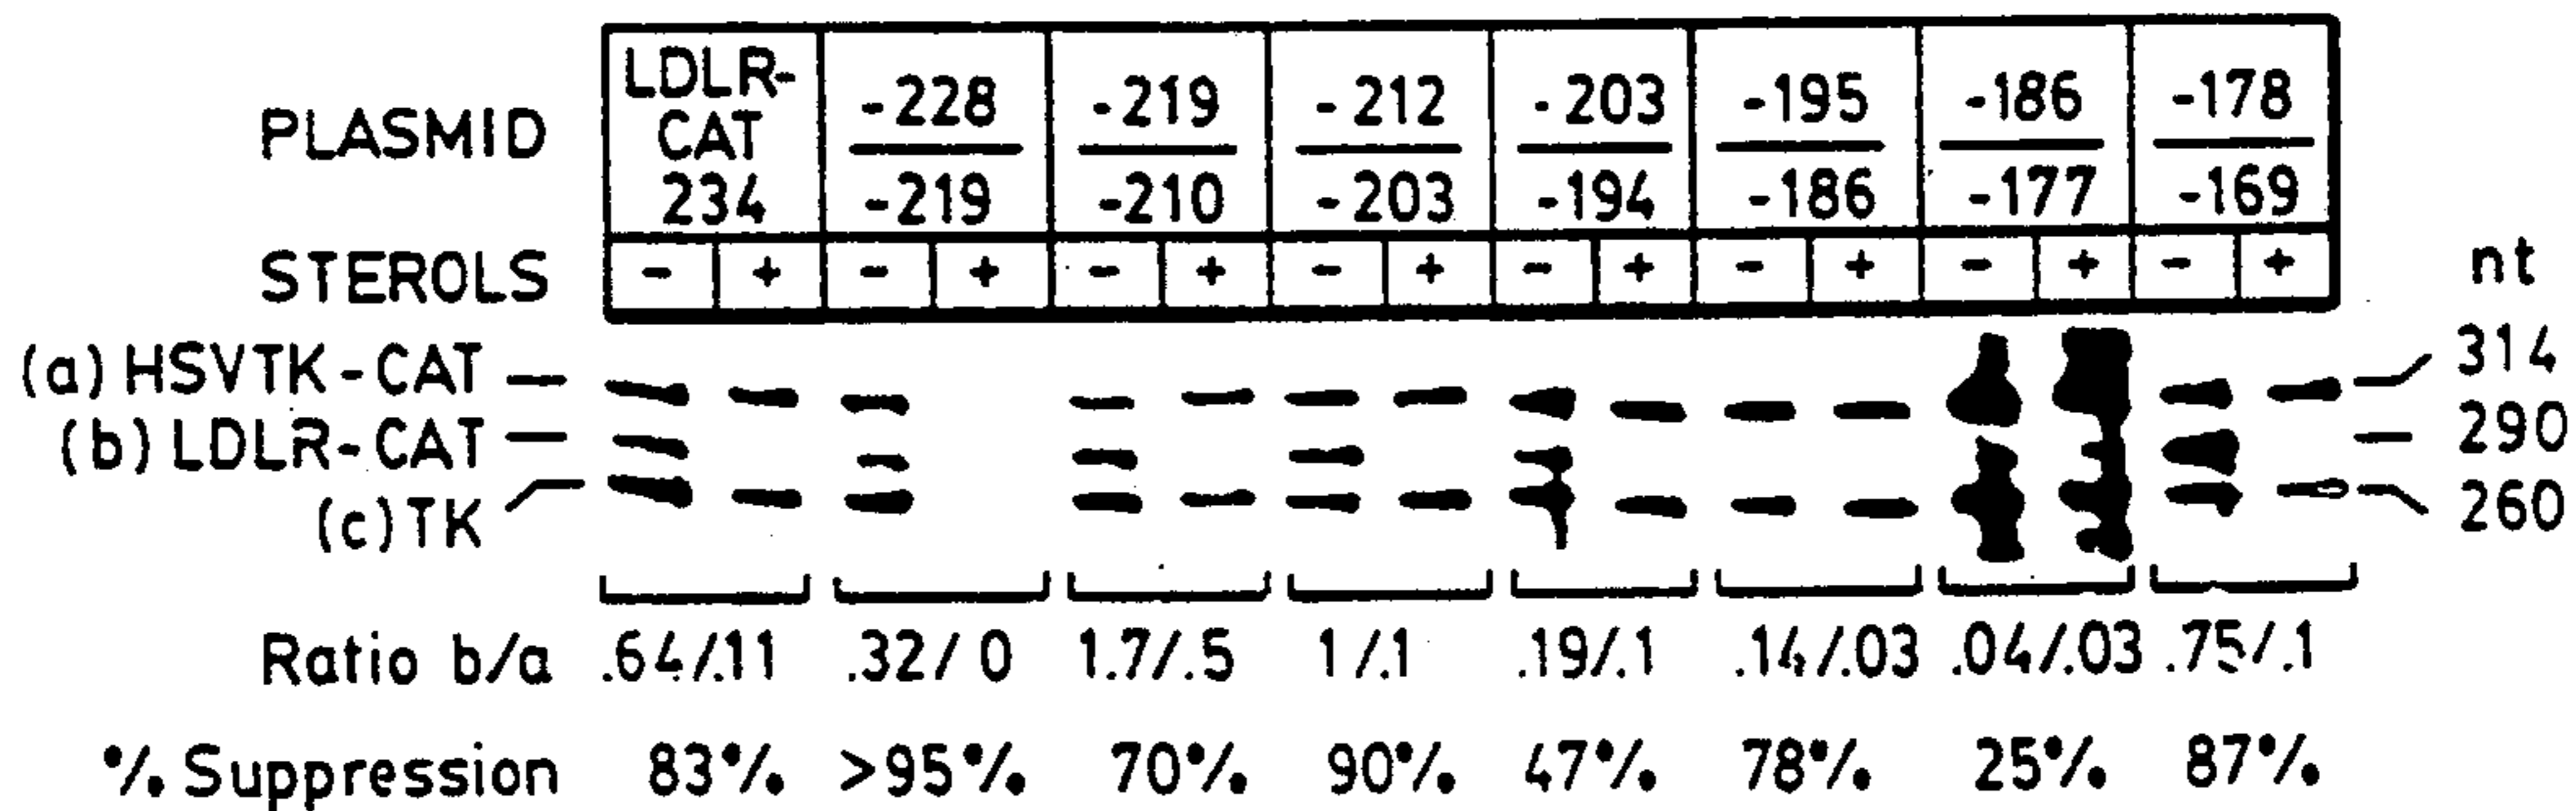 PLASMID LDLR-CAT 234 -228/-219 -219/-210 -212/-203 -203/-194 -195/-186 -186/-177 -178/-169
STEROLS - + - + - + - + - + - + - + - + nt
(a) HSVTK-CAT 314
(b) LDLR-CAT 290
(c) TK 260
Ratio b/a .64/.11 .32/0 1.7/.5 1/.1 .19/.1 .14/.03 .04/.03 .75/.1
% Suppression 83% >95% 70% 90% 47% 78% 25% 87%